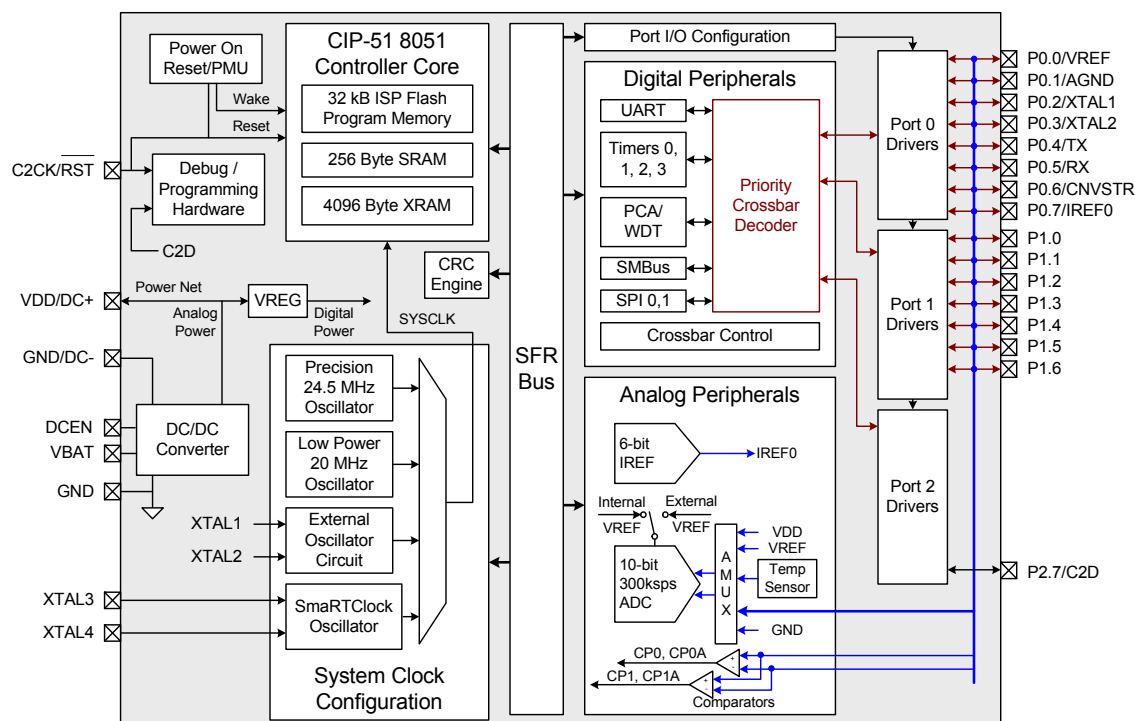 Power On
Reset/PMU
Wake
Reset
C2CK/RST
Debug /
Programming
Hardware
C2D
CIP-51 8051
Controller Core
32 kB ISP Flash
Program Memory
256 Byte SRAM
4096 Byte XRAM
CRC
Engine
VDD/DC+
Power Net
Analog
Power
VREG
Digital
Power
SYSCLK
GND/DC-
DCEN
VBAT
GND
DC/DC
Converter
Precision
24.5 MHz
Oscillator
Low Power
20 MHz
Oscillator
XTAL1
XTAL2
External
Oscillator
Circuit
XTAL3
XTAL4
SmaRTClock
Oscillator
System Clock
Configuration
SFR
Bus
Port I/O Configuration
Digital Peripherals
UART
Timers 0,
1, 2, 3
PCA/
WDT
SMBus
SPI 0,1
Priority
Crossbar
Decoder
Crossbar Control
Analog Peripherals
6-bit
IREF
IREF0
Internal
VREF
External
VREF
10-bit
300ksps
ADC
A
M
U
X
VDD
VREF
Temp
Sensor
GND
CP0, CP0A
+
-
CP1, CP1A
+
-
Comparators
Port 0
Drivers
Port 1
Drivers
Port 2
Drivers
P0.0/VREF
P0.1/AGND
P0.2/XTAL1
P0.3/XTAL2
P0.4/TX
P0.5/RX
P0.6/CNVSTR
P0.7/IREF0
P1.0
P1.1
P1.2
P1.3
P1.4
P1.5
P1.6
P2.7/C2D